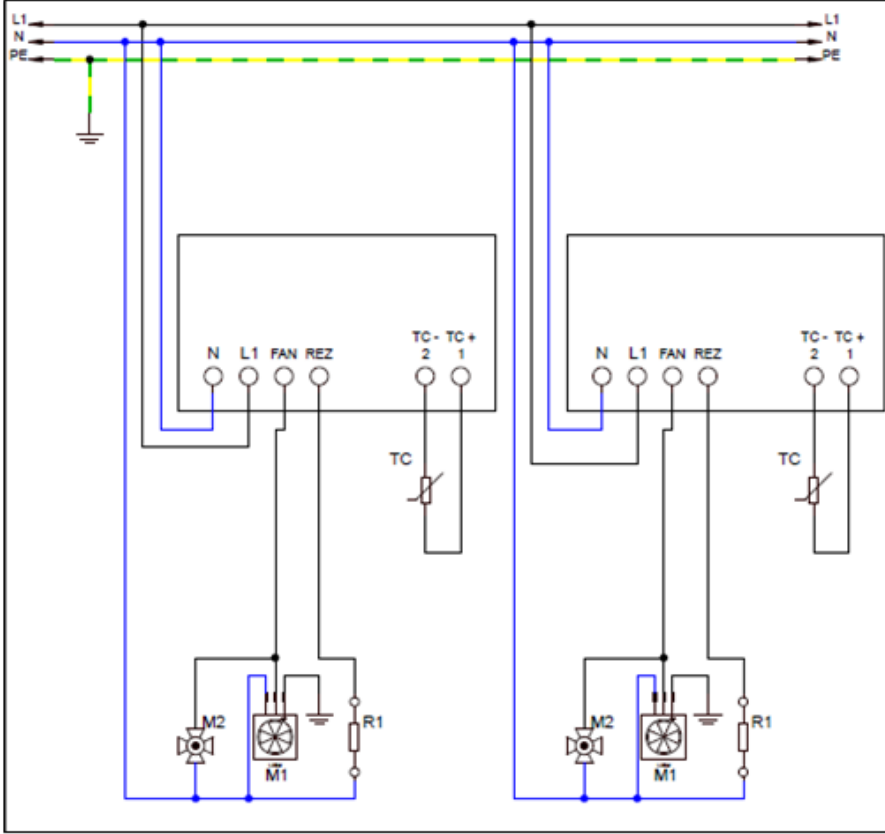 L1 L1
N N
PE PE
TC - TC + TC - TC +
N L1 FAN REZ 2 1 N L1 FAN REZ 2 1
TC TC
M2 R1 M2 R1
M1 M1